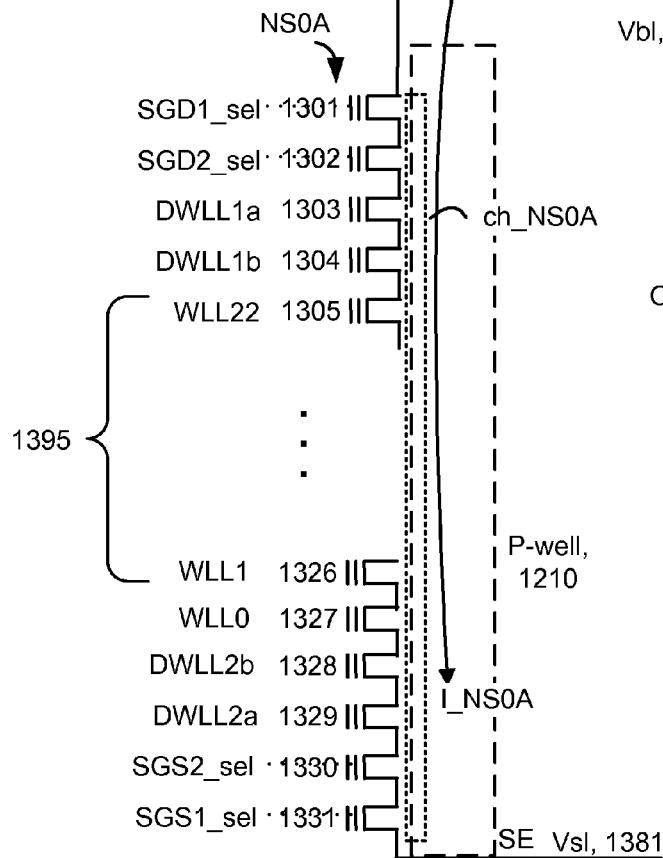 NS0A
Vbl,
SGD1_sel 1301
SGD2_sel 1302
DWLL1a 1303
ch_NS0A
DWLL1b 1304
WLL22 1305
C
1395
P-well,
1210
WLL1 1326
WLL0 1327
DWLL2b 1328
I_NS0A
DWLL2a 1329
SGS2_sel 1330
SGS1_sel 1331
SE Vsl, 1381